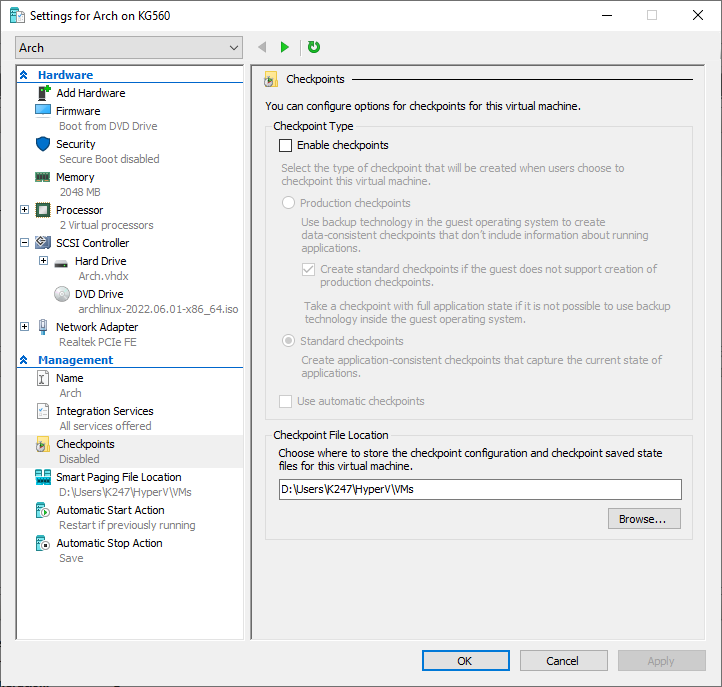 Settings for Arch on KG560
Arch
Hardware
Add Hardware
Firmware
Boot from DVD Drive
Security
Secure Boot disabled
Memory
2048 MB
Processor
2 Virtual processors
SCSI Controller
Hard Drive
Arch.vhdx
DVD Drive
archlinux-2022.06.01-x86_64.iso
Network Adapter
Realtek PCIe FE
Management
Name
Arch
Integration Services
All services offered
Checkpoints
Disabled
Smart Paging File Location
D:\Users\K247\HyperV\VMs
Automatic Start Action
Restart if previously running
Automatic Stop Action
Save
Checkpoints
You can configure options for checkpoints for this virtual machine.
Checkpoint Type
Enable checkpoints
Select the type of checkpoint that will be created when users choose to
checkpoint this virtual machine.
Production checkpoints
Use backup technology in the guest operating system to create
data-consistent checkpoints that don't include information about running
applications.
Create standard checkpoints if the guest does not support creation of
production checkpoints.
Take a checkpoint with full application state if it is not possible to use backup
technology inside the guest operating system.
Standard checkpoints
Create application-consistent checkpoints that capture the current state of
applications.
Use automatic checkpoints
Checkpoint File Location
Choose where to store the checkpoint configuration and checkpoint saved state
files for this virtual machine.
D:\Users\K247\HyperV\VMs
Browse...
OK
Cancel
Apply